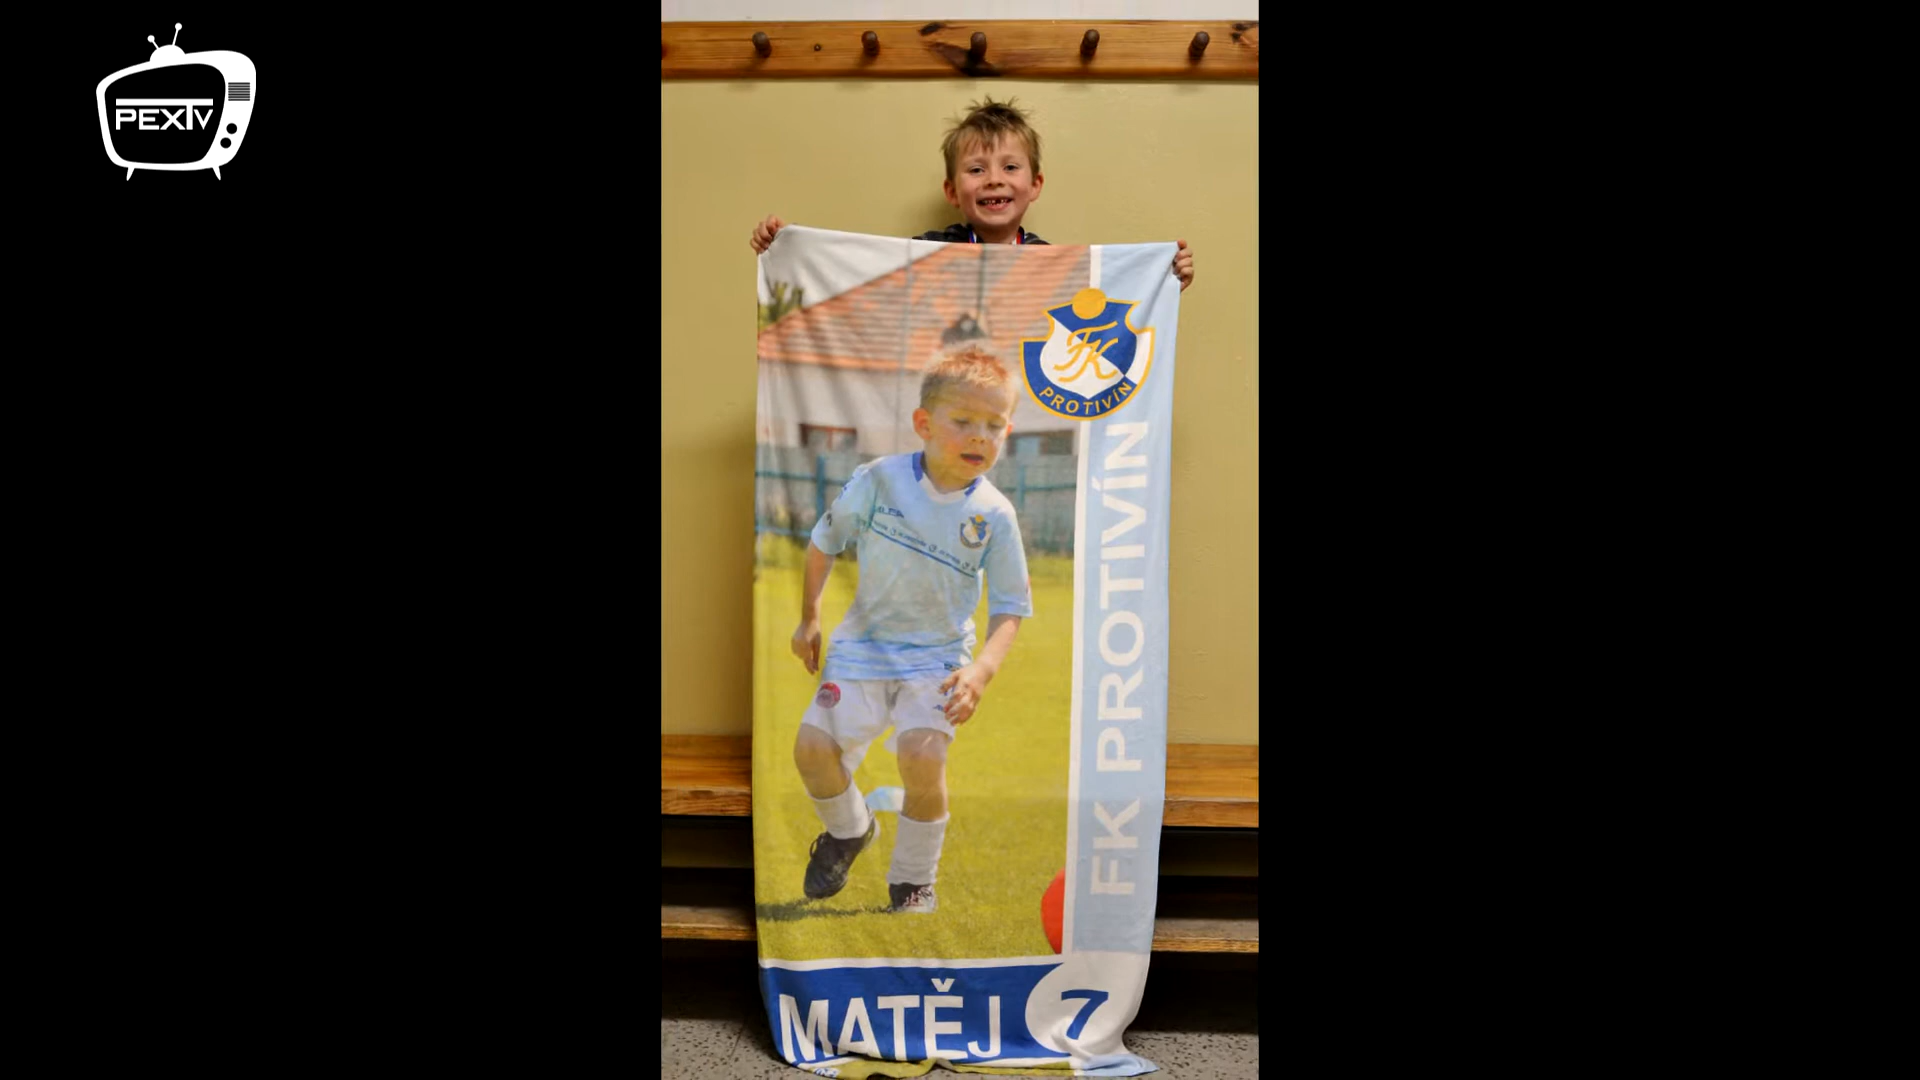 PEXTV
FK
PROTIVÍN
FK PROTIVÍN
MATĚJ 7